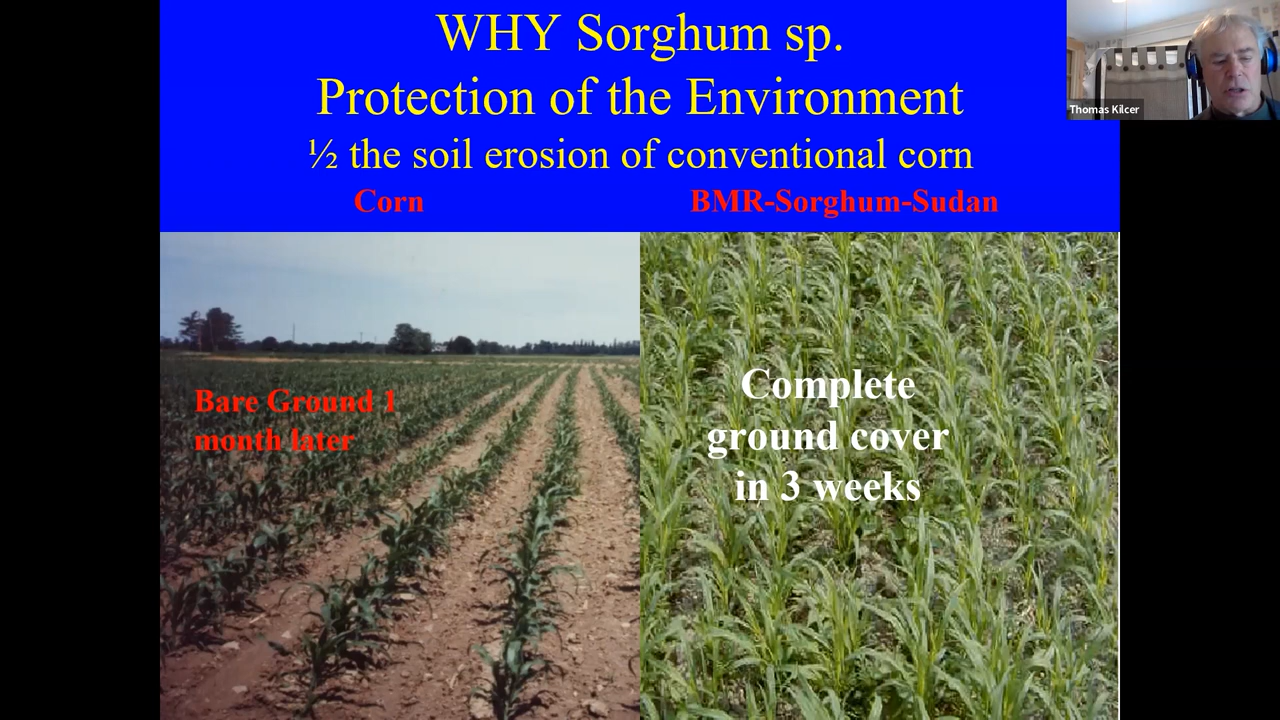 WHY Sorghum sp.
Protection of the Environment
½ the soil erosion of conventional corn
Corn
BMR-Sorghum-Sudan
Thomas Kilcer
Bare Ground 1
month later
Complete
ground cover
in 3 weeks